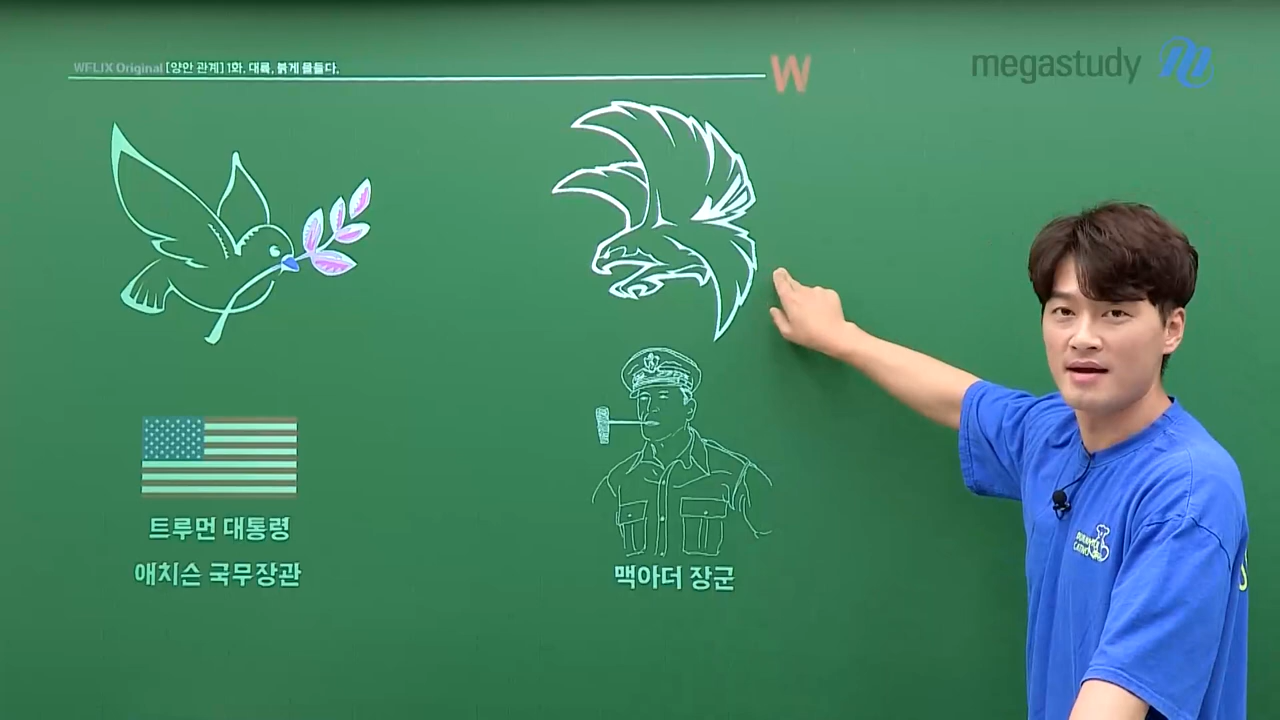 WFLIX Original [양안 관계] 1화. 대륙, 붉게 물들다.
W
megastudy
트루먼 대통령
애치슨 국무장관
맥아더 장군